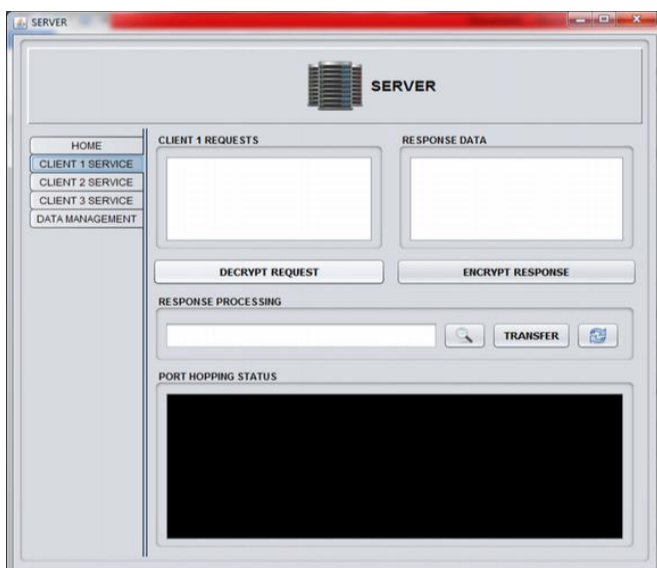 SERVER
SERVER
HOME
CLIENT 1 SERVICE
CLIENT 2 SERVICE
CLIENT 3 SERVICE
DATA MANAGEMENT
CLIENT 1 REQUESTS
RESPONSE DATA
DECRYPT REQUEST
ENCRYPT RESPONSE
RESPONSE PROCESSING
TRANSFER
PORT HOPPING STATUS